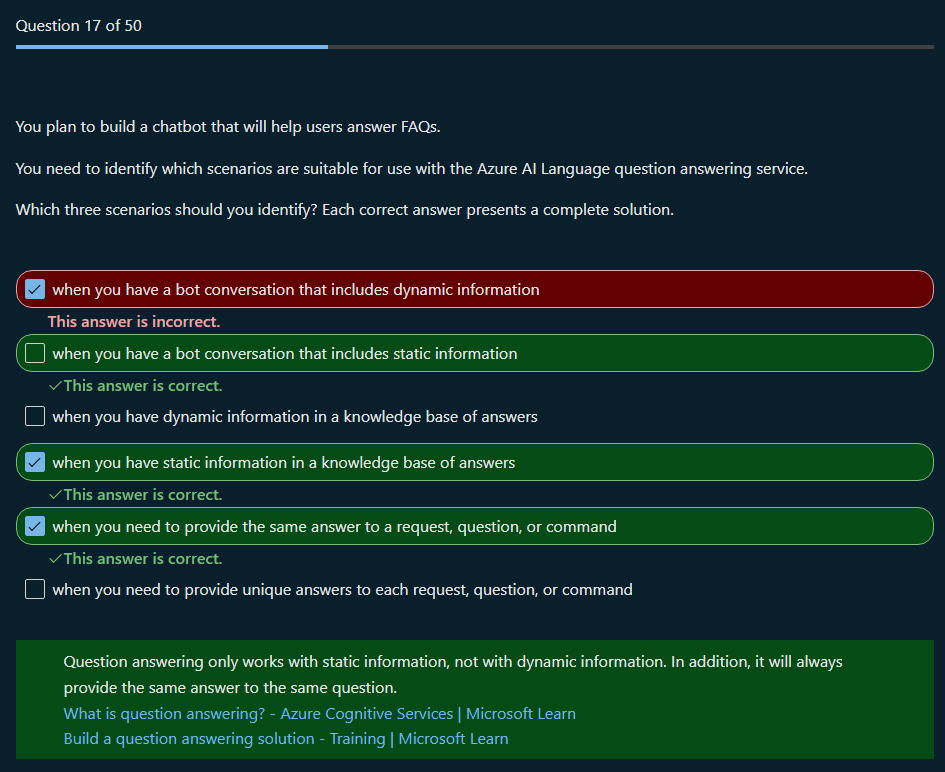 Question 17 of 50
You plan to build a chatbot that will help users answer FAQs.
You need to identify which scenarios are suitable for use with the Azure AI Language question answering service.
Which three scenarios should you identify? Each correct answer presents a complete solution.
when you have a bot conversation that includes dynamic information
This answer is incorrect.
when you have a bot conversation that includes static information
This answer is correct.
when you have dynamic information in a knowledge base of answers
when you have static information in a knowledge base of answers
This answer is correct.
when you need to provide the same answer to a request, question, or command
This answer is correct.
when you need to provide unique answers to each request, question, or command
Question answering only works with static information, not with dynamic information. In addition, it will always
provide the same answer to the same question.
What is question answering? - Azure Cognitive Services | Microsoft Learn
Build a question answering solution - Training | Microsoft Learn